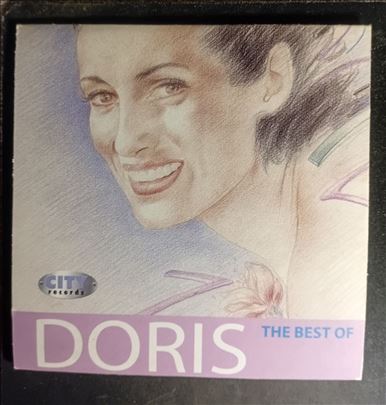 CITY
records
DORIS
THE BEST OF